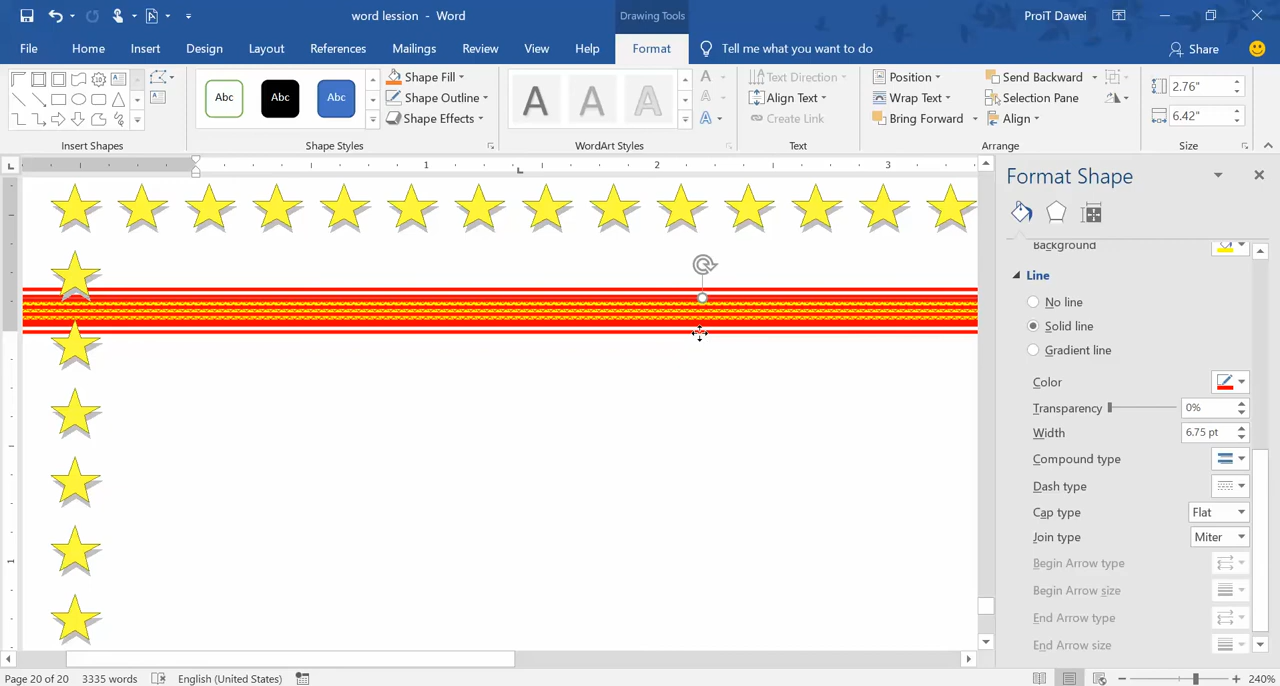 word lession - Word
Drawing Tools
ProiT Dawei
File Home Insert Design Layout References Mailings Review View Help Format Tell me what you want to do Share
Abc Abc Abc
Shape Fill
Shape Outline
Shape Effects
A A A
A
A
A
Text Direction
Align Text
Create Link
Position
Wrap Text
Bring Forward
Send Backward
Selection Pane
Align
2.76"
6.42"
Insert Shapes Shape Styles WordArt Styles Text Arrange Size
1 2 3
Format Shape
Background
Line
No line
Solid line
Gradient line
Color
Transparency 0%
Width 6.75 pt
Compound type
Dash type
Cap type Flat
Join type Miter
Begin Arrow type
Begin Arrow size
End Arrow type
End Arrow size
1
Page 20 of 20 3335 words English (United States) 240%